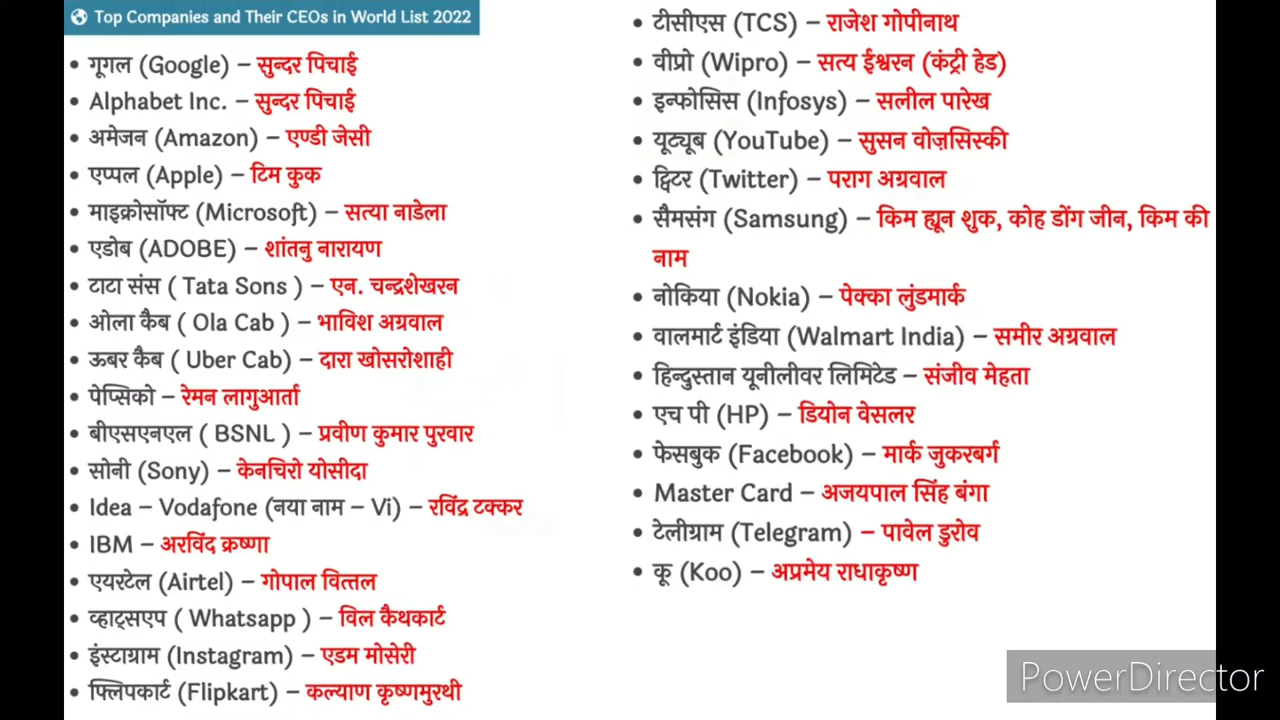 Top Companies and Their CEOs in World List 2022
• गूगल (Google) – सुन्दर पिचाई
• Alphabet Inc. – सुन्दर पिचाई
• अमेजन (Amazon) – एण्डी जेसी
• एप्पल (Apple) – टिम कुक
• माइक्रोसॉफ्ट (Microsoft) – सत्या नाडेला
• एडोब (ADOBE) – शांतनु नारायण
• टाटा संस ( Tata Sons ) – एन. चन्द्रशेखरन
• ओला कैब ( Ola Cab ) – भाविश अग्रवाल
• ऊबर कैब ( Uber Cab) – दारा खोसरोशाही
• पेप्सिको – रेमन लागुआर्ता
• बीएसएनएल ( BSNL ) – प्रवीण कुमार पुरवार
• सोनी (Sony) – केनचिरो योसीदा
• Idea – Vodafone (नया नाम – Vi) – रविंद्र टक्कर
• IBM – अरविंद क्रष्णा
• एयरटेल (Airtel) – गोपाल वित्तल
• व्हाट्सएप ( Whatsapp ) – विल कैथकार्ट
• इंस्टाग्राम (Instagram) – एडम मोसेरी
• फ्लिपकार्ट (Flipkart) – कल्याण कृष्णमुरथी
• टीसीएस (TCS) – राजेश गोपीनाथ
• वीप्रो (Wipro) – सत्य ईश्वरन (कंट्री हेड)
• इन्फोसिस (Infosys) – सलील पारेख
• यूट्यूब (YouTube) – सुसन वोज़सिस्की
• ट्विटर (Twitter) – पराग अग्रवाल
• सैमसंग (Samsung) – किम ह्यून शुक, कोह डोंग जीन, किम की
नाम
• नोकिया (Nokia) – पेक्का लुंडमार्क
• वालमार्ट इंडिया (Walmart India) – समीर अग्रवाल
• हिन्दुस्तान यूनीलीवर लिमिटेड – संजीव मेहता
• एच पी (HP) – डियोन वेसलर
• फेसबुक (Facebook) – मार्क जुकरबर्ग
• Master Card – अजयपाल सिंह बंगा
• टेलीग्राम (Telegram) – पावेल डुरोव
• कू (Koo) – अप्रमेय राधाकृष्ण
PowerDirector